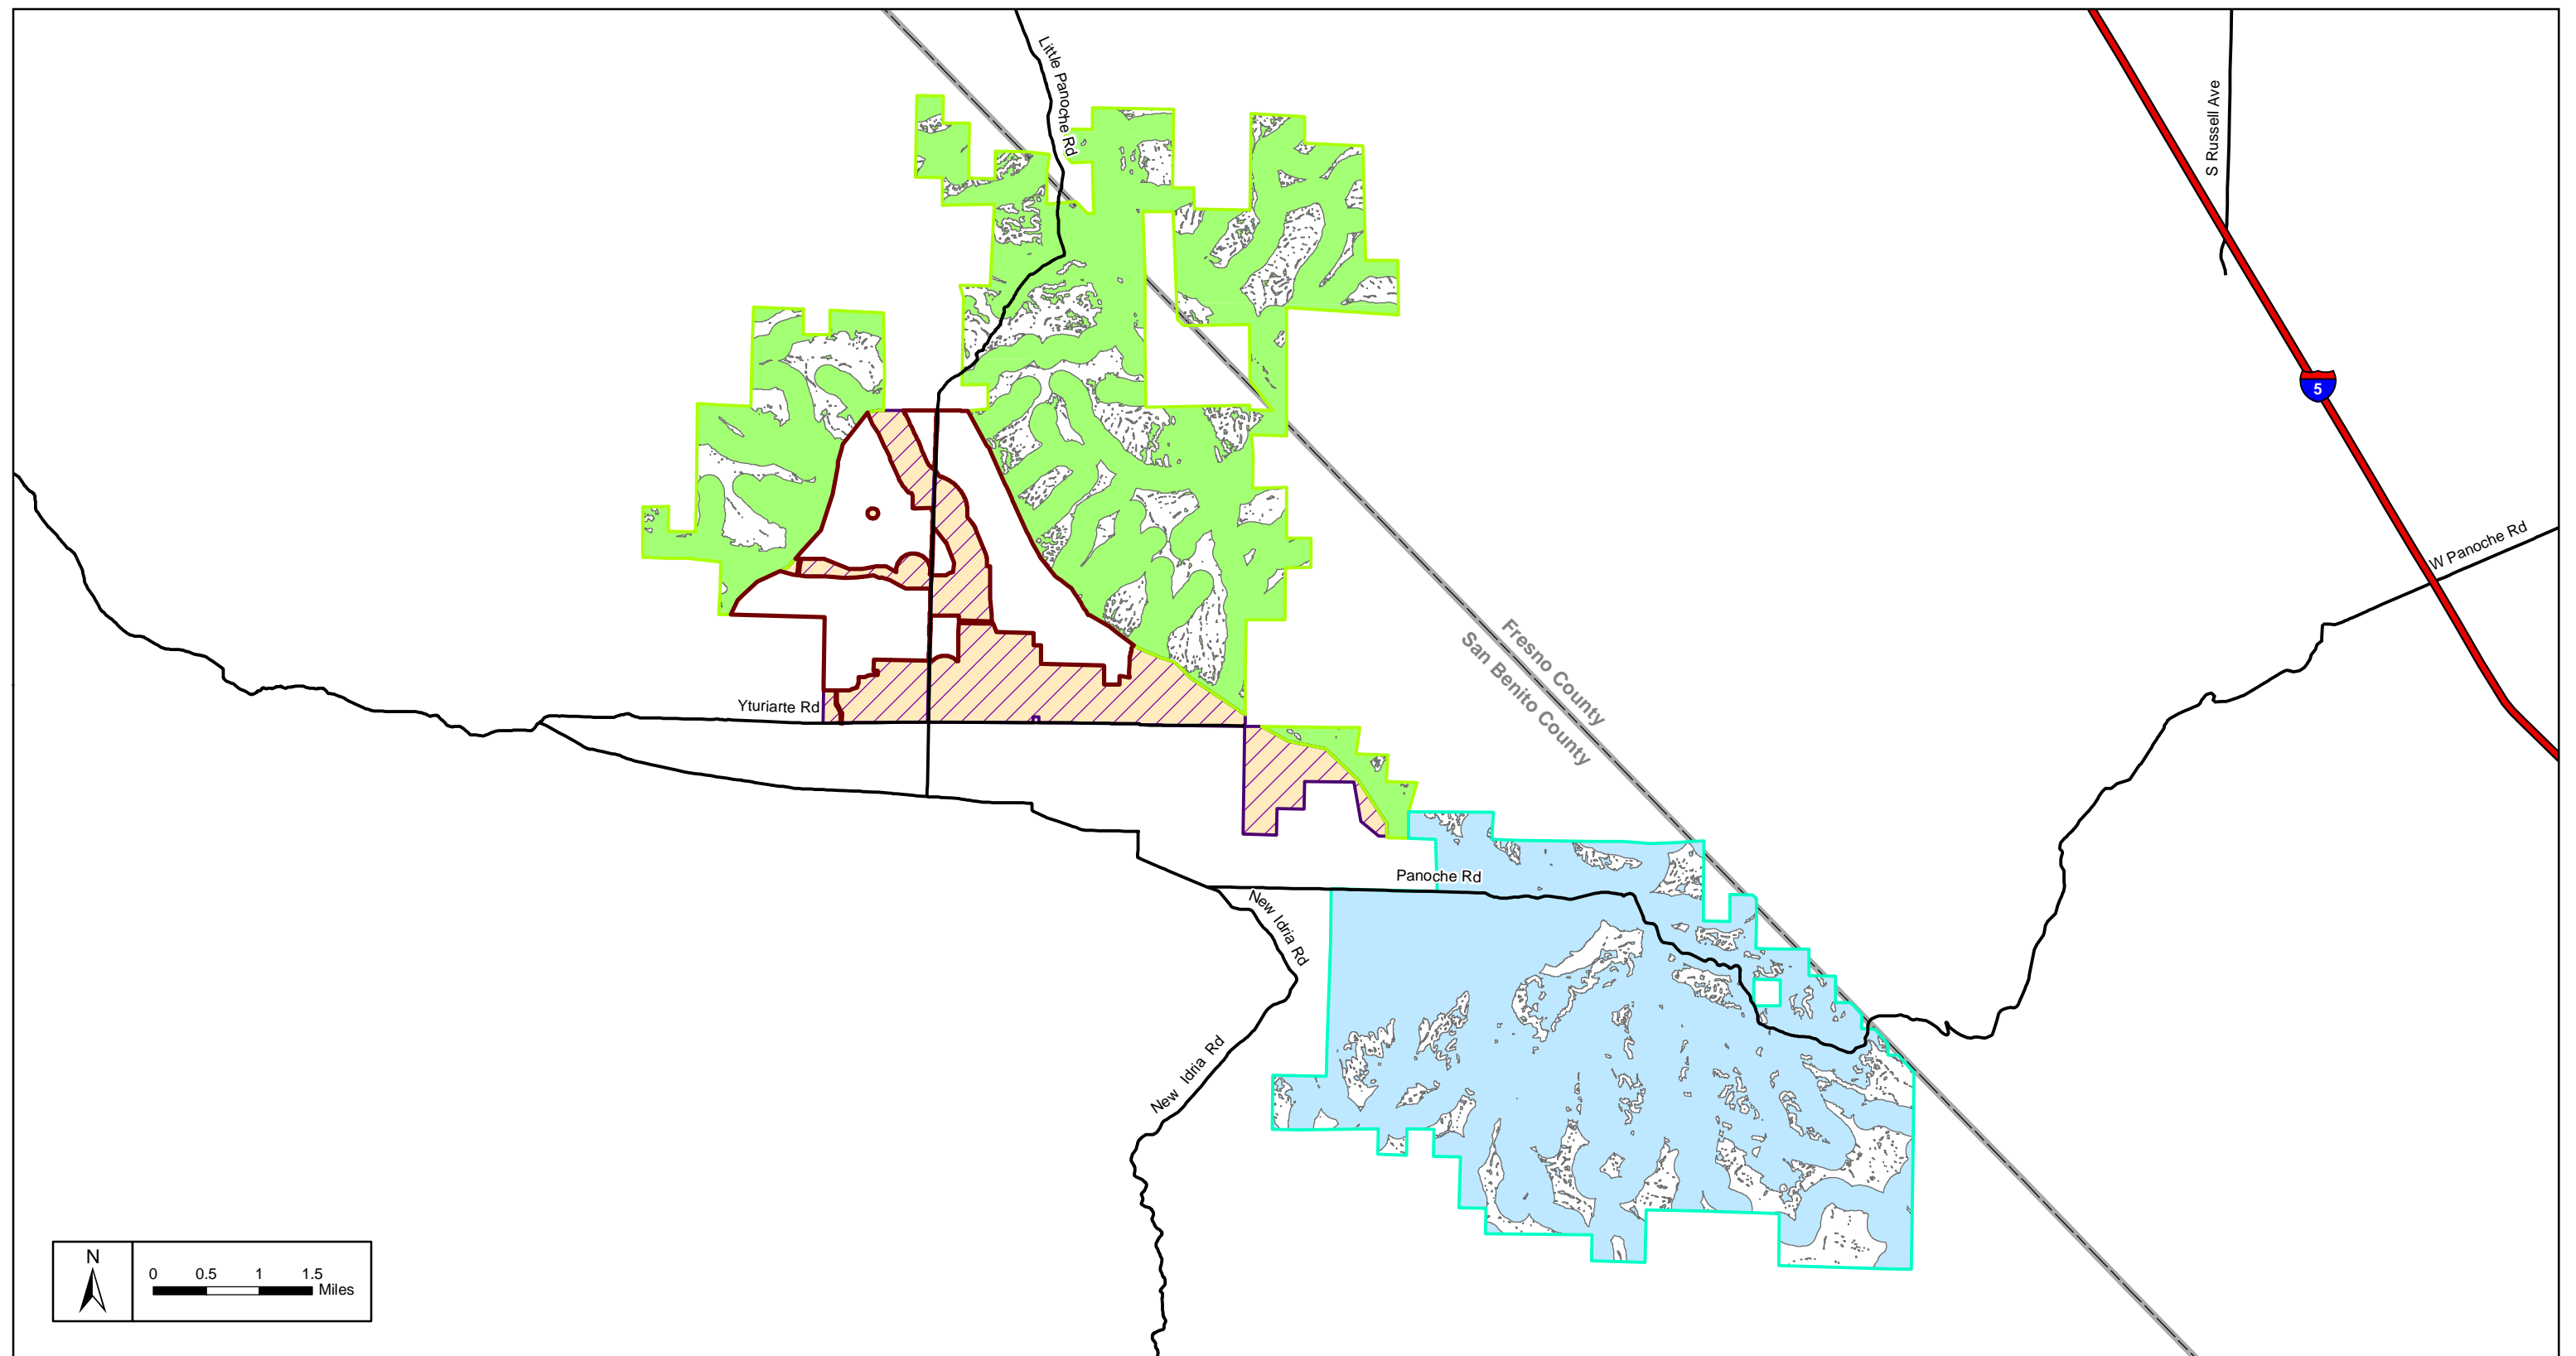 Little Panoche Rd
S Russell Ave
5
W Panoche Rd
Fresno County
San Benito County
Yturiarte Rd
Panoche Rd
New Idria Rd
New Idria Rd
N
0 0.5 1 1.5
Miles